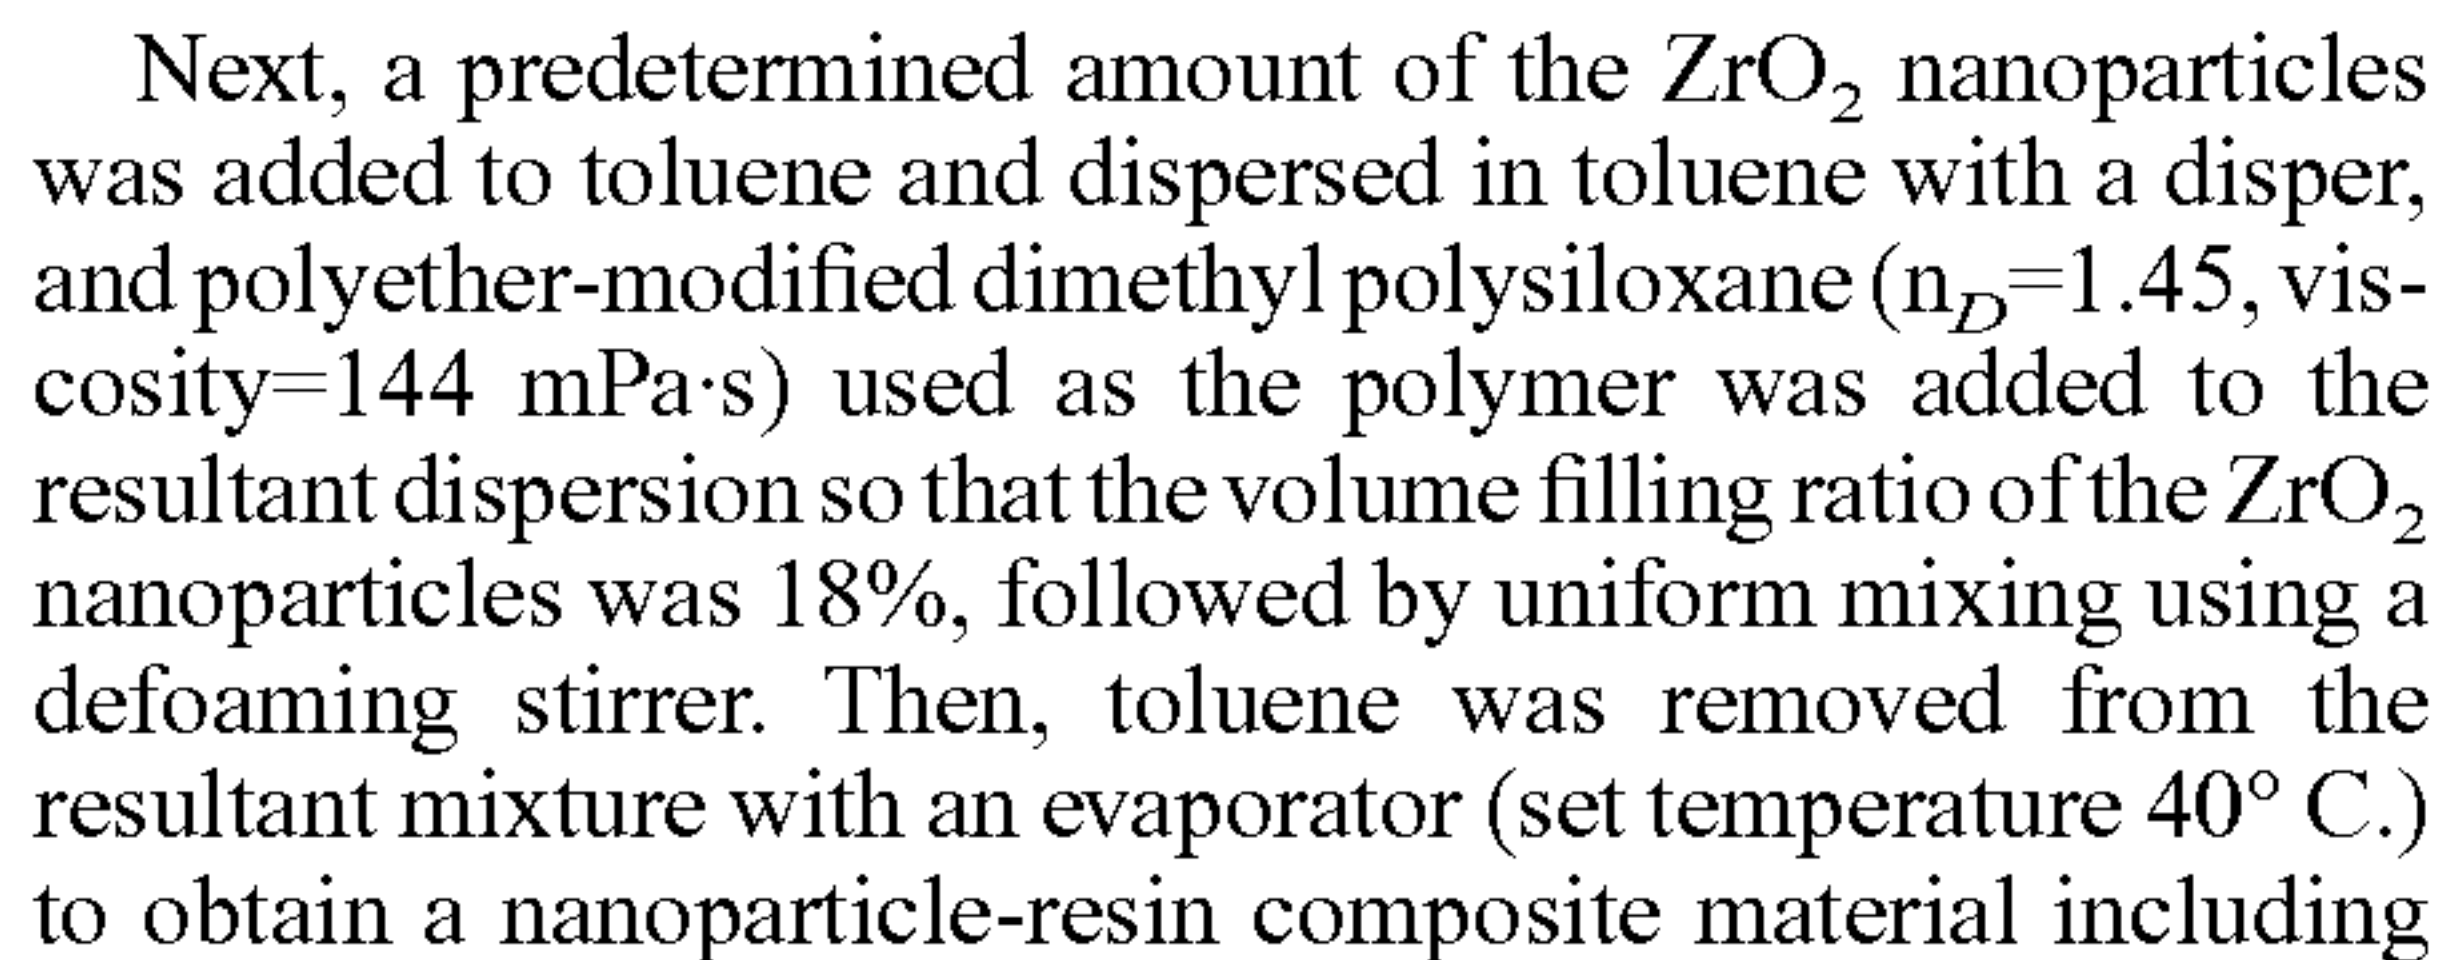 Next, a predetermined amount of the ZrO₂ nanoparticles
was added to toluene and dispersed in toluene with a disper,
and polyether-modified dimethyl polysiloxane (n_D=1.45, vis-
cosity=144 mPa·s) used as the polymer was added to the
resultant dispersion so that the volume filling ratio of the ZrO₂
nanoparticles was 18%, followed by uniform mixing using a
defoaming stirrer. Then, toluene was removed from the
resultant mixture with an evaporator (set temperature 40° C.)
to obtain a nanoparticle-resin composite material including